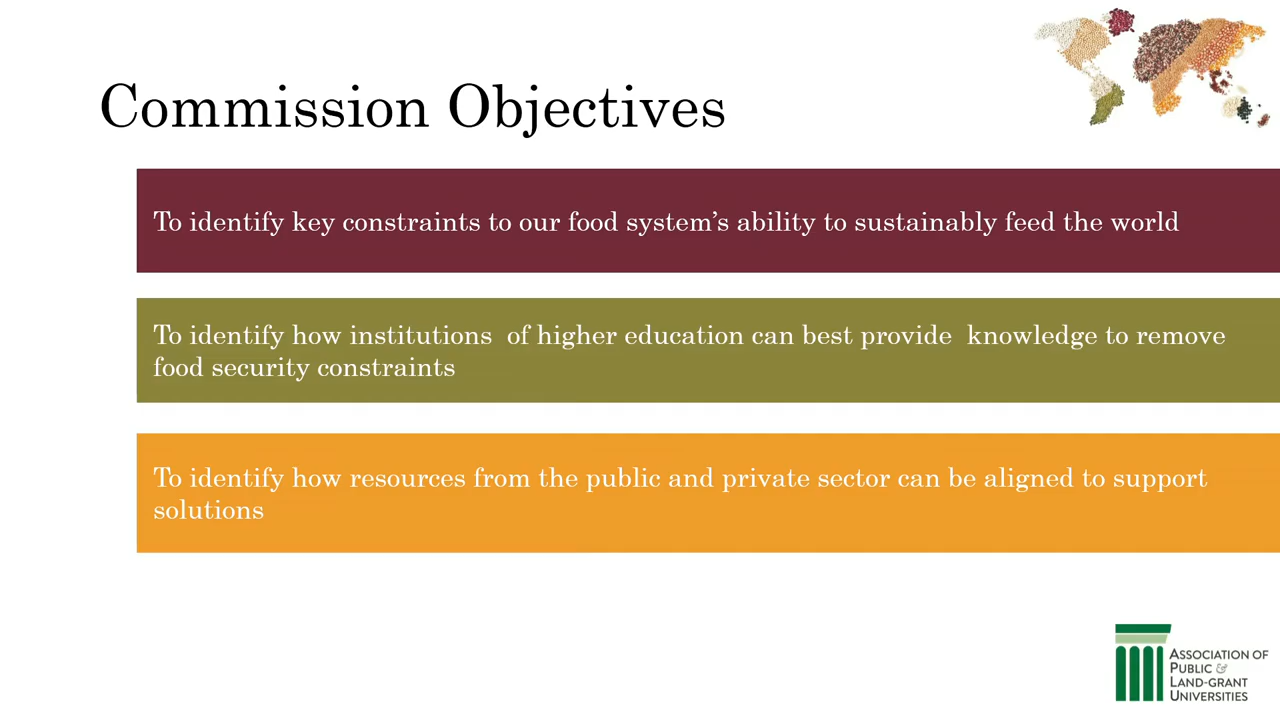 Commission Objectives
To identify key constraints to our food system’s ability to sustainably feed the world
To identify how institutions  of higher education can best provide  knowledge to remove
food security constraints
To identify how resources from the public and private sector can be aligned to support
solutions
ASSOCIATION OF
PUBLIC &
LAND-GRANT
UNIVERSITIES